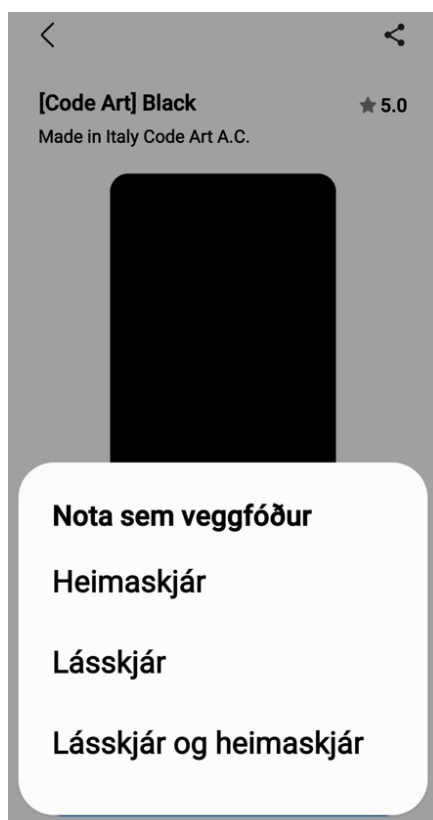 [Code Art] Black
5.0
Made in Italy Code Art A.C.
Nota sem veggfóður
Heimaskjár
Lásskjár
Lásskjár og heimaskjár